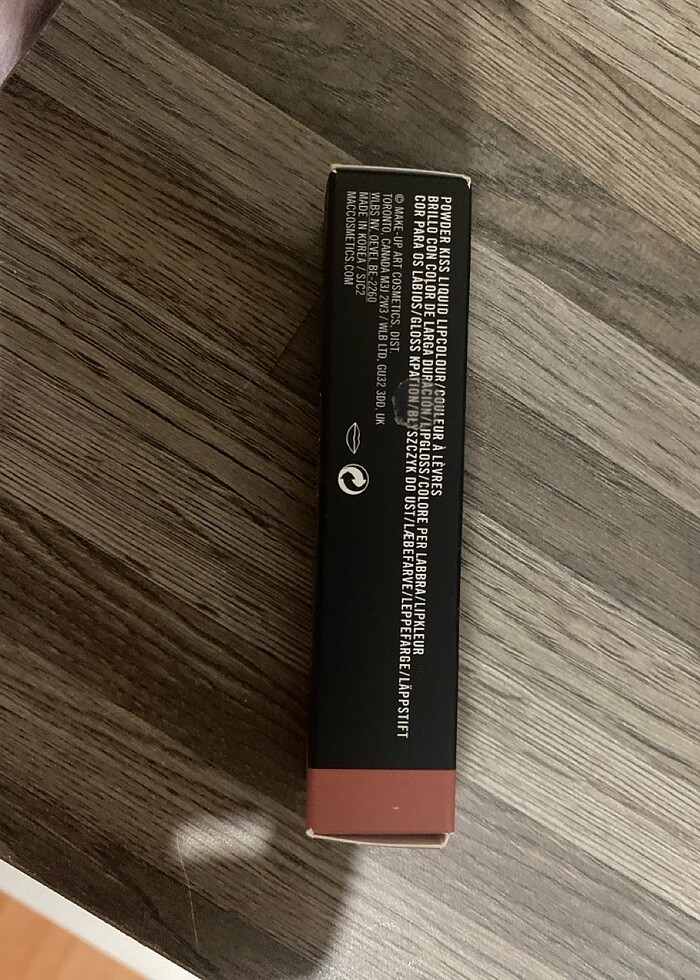 POWDER KISS LIQUID LIPCOLOUR/COULEUR À LÈVRES
BRILLO CON COLOR DE LARGA DURACIÓN/LIPGLOSS/COLORE PER LABBRA/LIPKLEUR
COR PARA OS LÁBIOS/GLOSS KPATION/BŁYSZCZYK DO UST/LÆBEFARVE/LEPPEFARGE/LÄPPSTIFT
© MAKE-UP ART COSMETICS, DIST.
TORONTO, CANADA M3J 2W3 / WLB LTD, GU32 3DD, UK
WLBS NV, OEVEL BE-2260
MADE IN KOREA / SJC2
MACCOSMETICS.COM